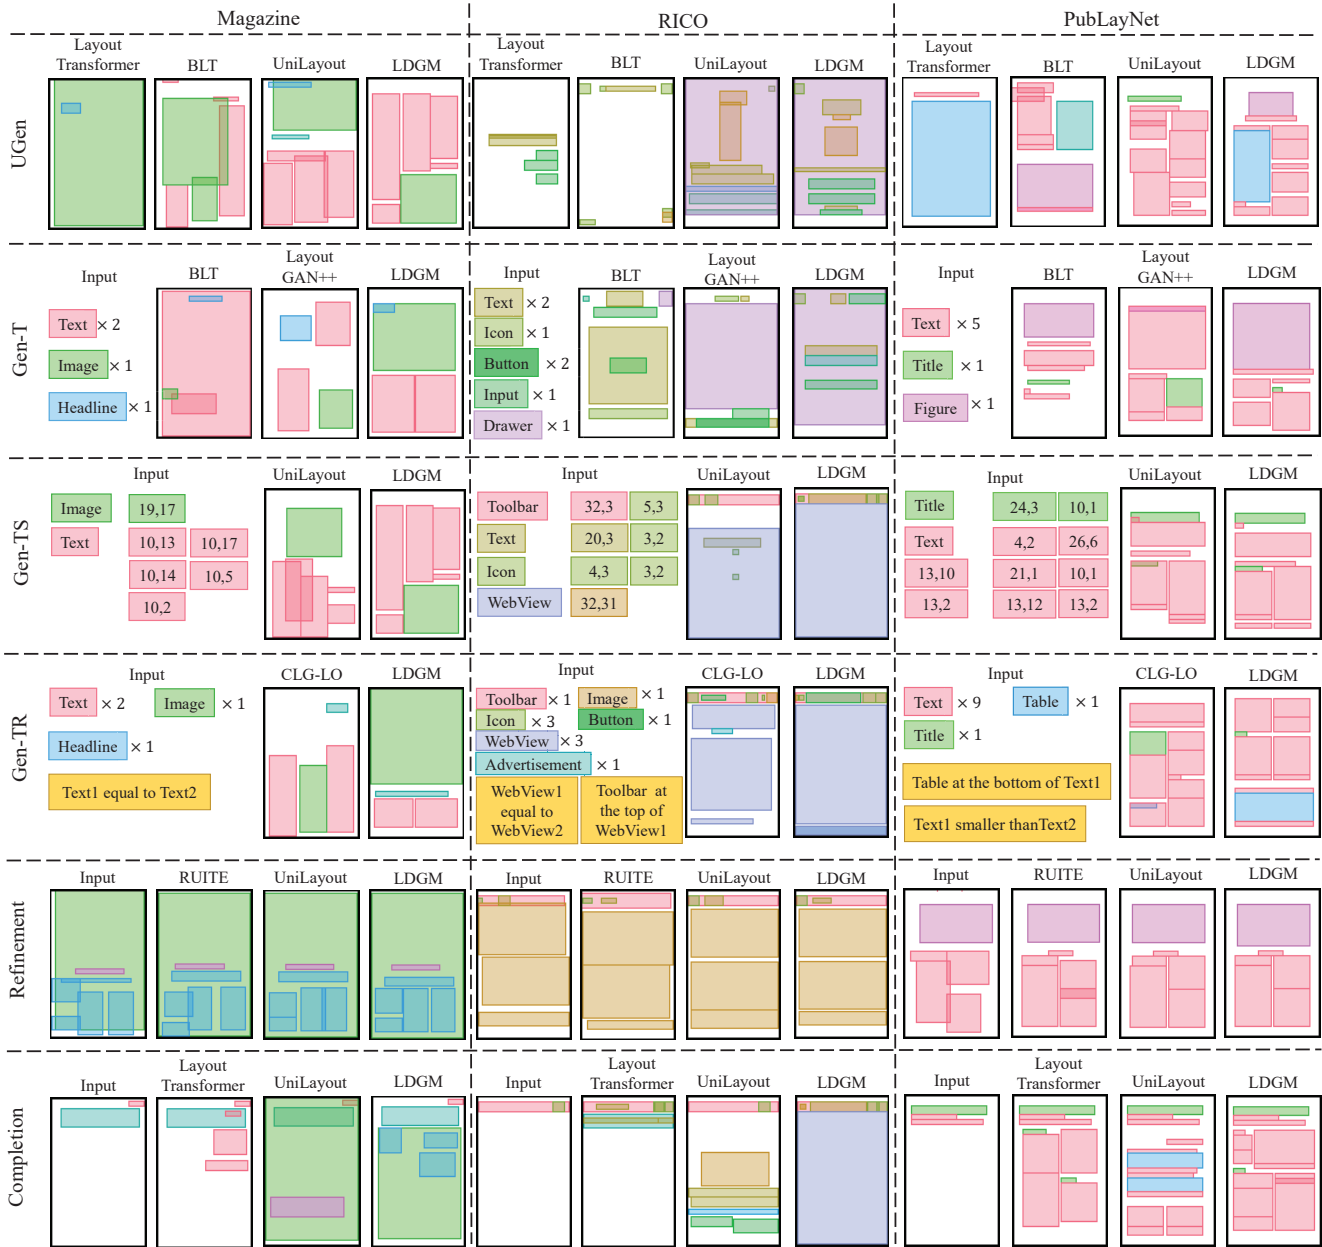 Magazine
RICO
PubLayNet
UGen
Layout
Transformer
BLT
UniLayout
LDGM
Layout
Transformer
BLT
UniLayout
LDGM
Layout
Transformer
BLT
UniLayout
LDGM
Gen-T
Input
BLT
Layout
GAN++
LDGM
Text × 2
Image × 1
Headline × 1
Input
BLT
Layout
GAN++
LDGM
Text × 2
Icon × 1
Button × 2
Input × 1
Drawer × 1
Input
BLT
Layout
GAN++
LDGM
Text × 5
Title × 1
Figure × 1
Gen-TS
Input
UniLayout
LDGM
Image 19,17
Text 10,13 10,17
10,14 10,5
10,2
Input
UniLayout
LDGM
Toolbar 32,3 5,3
Text 20,3 3,2
Icon 4,3 3,2
WebView 32,31
Input
UniLayout
LDGM
Title 24,3 10,1
Text 4,2 26,6
13,10 21,1 10,1
13,2 13,12 13,2
Gen-TR
Input
CLG-LO
LDGM
Text × 2 Image × 1
Headline × 1
Text1 equal to Text2
Input
CLG-LO
LDGM
Toolbar × 1 Image × 1
Icon × 3 Button × 1
WebView × 3
Advertisement × 1
WebView1
equal to
WebView2
Toolbar at
the top of
WebView1
Input
CLG-LO
LDGM
Text × 9 Table × 1
Title × 1
Table at the bottom of Text1
Text1 smaller thanText2
Refinement
Input
RUITE
UniLayout
LDGM
Input
RUITE
UniLayout
LDGM
Input
RUITE
UniLayout
LDGM
Completion
Input
Layout
Transformer
UniLayout
LDGM
Input
Layout
Transformer
UniLayout
LDGM
Input
Layout
Transformer
UniLayout
LDGM